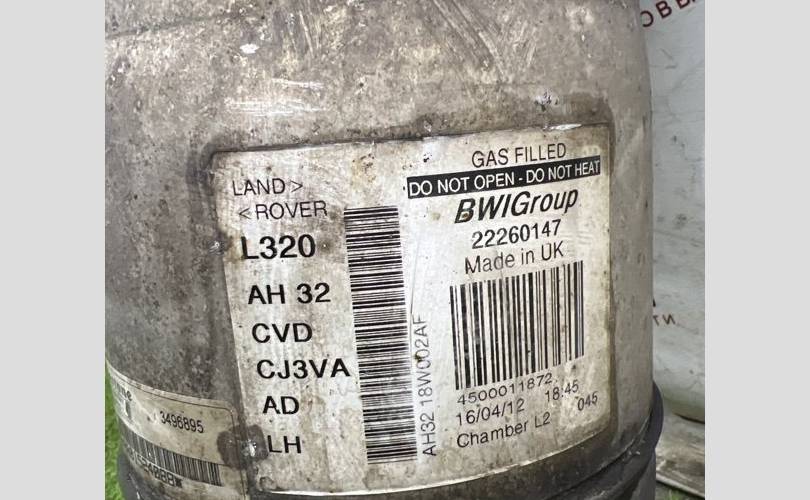 LAND>
<ROVER
L320
AH 32
CVD
CJ3VA
AD
LH
AH32 18W002AF
GAS FILLED
DO NOT OPEN - DO NOT HEAT
BWIGroup
22260147
Made in UK
4500011872
16/04/12 18:45
Chamber L2 045
3496895